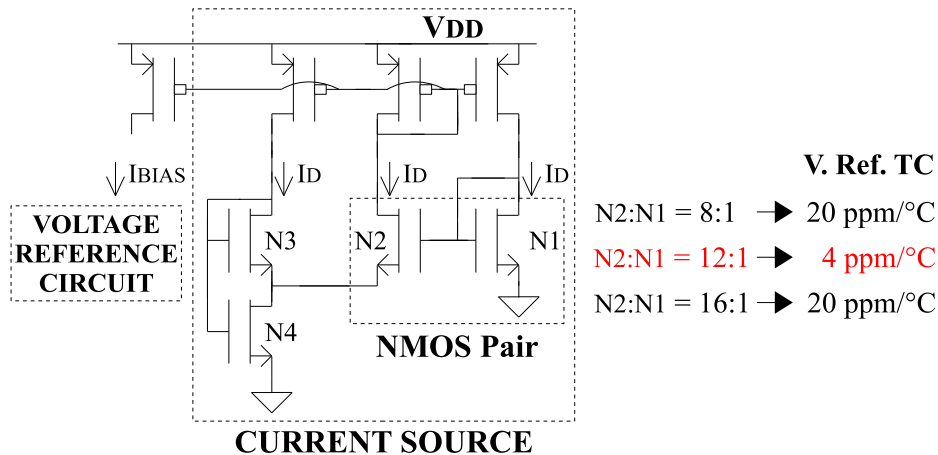 VDD
IBIAS
ID
ID
ID
V. Ref. TC
VOLTAGE
REFERENCE
CIRCUIT
N3
N2
N1
N4
N2:N1 = 8:1 → 20 ppm/°C
N2:N1 = 12:1 → 4 ppm/°C
N2:N1 = 16:1 → 20 ppm/°C
NMOS Pair
CURRENT SOURCE